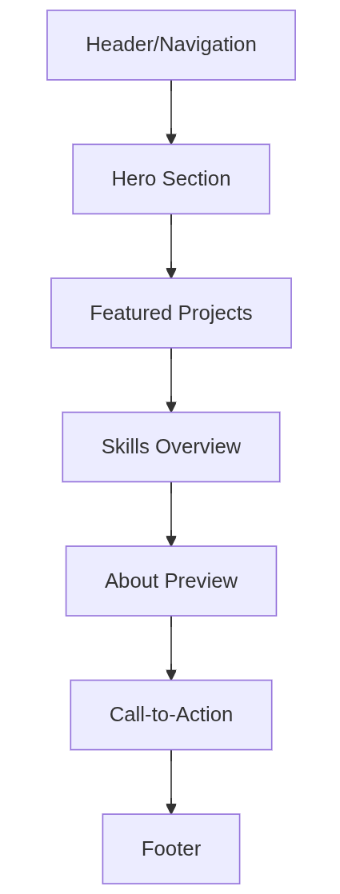 Header/Navigation
Hero Section
Featured Projects
Skills Overview
About Preview
Call-to-Action
Footer